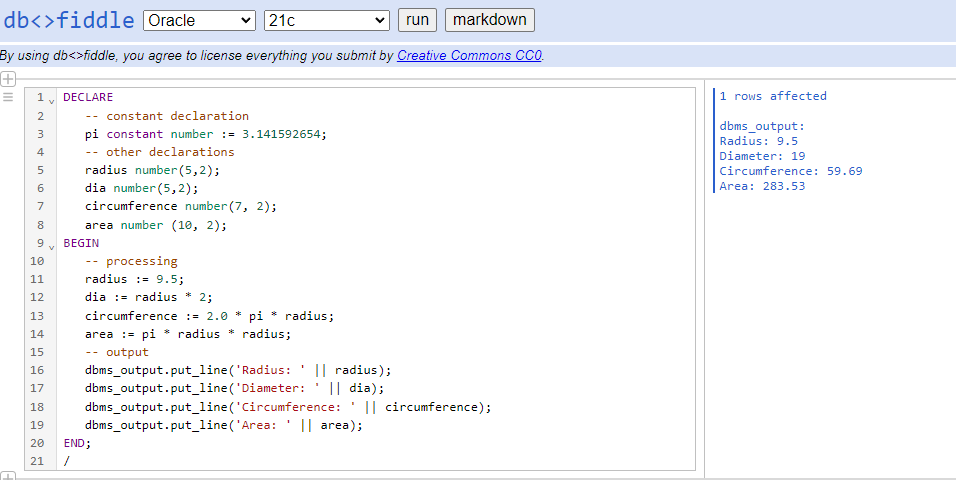 db<>fiddle Oracle 21c run markdown
By using db<>fiddle, you agree to license everything you submit by Creative Commons CC0.
1 DECLARE
2 -- constant declaration
3 pi constant number := 3.141592654;
4 -- other declarations
5 radius number(5,2);
6 dia number(5,2);
7 circumference number(7, 2);
8 area number (10, 2);
9 BEGIN
10 -- processing
11 radius := 9.5;
12 dia := radius * 2;
13 circumference := 2.0 * pi * radius;
14 area := pi * radius * radius;
15 -- output
16 dbms_output.put_line('Radius: ' || radius);
17 dbms_output.put_line('Diameter: ' || dia);
18 dbms_output.put_line('Circumference: ' || circumference);
19 dbms_output.put_line('Area: ' || area);
20 END;
21 /
1 rows affected
dbms_output:
Radius: 9.5
Diameter: 19
Circumference: 59.69
Area: 283.53